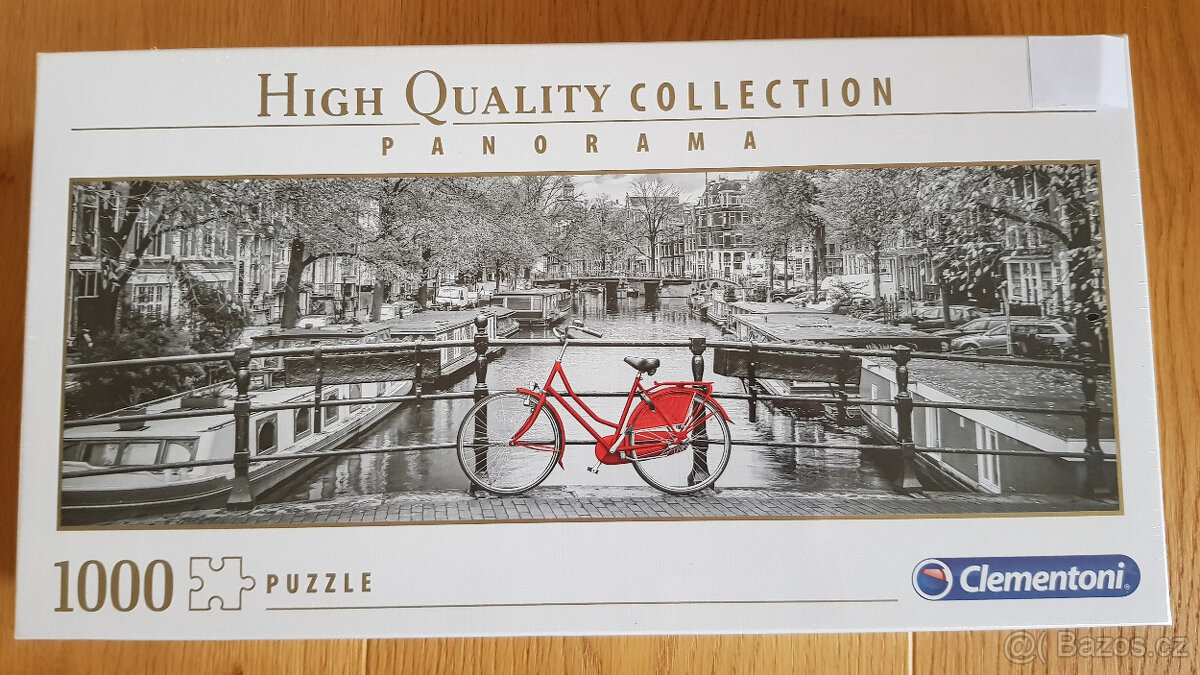 HIGH QUALITY COLLECTION
PANORAMA
1000 PUZZLE
Clementoni®
@( Bazos.cz